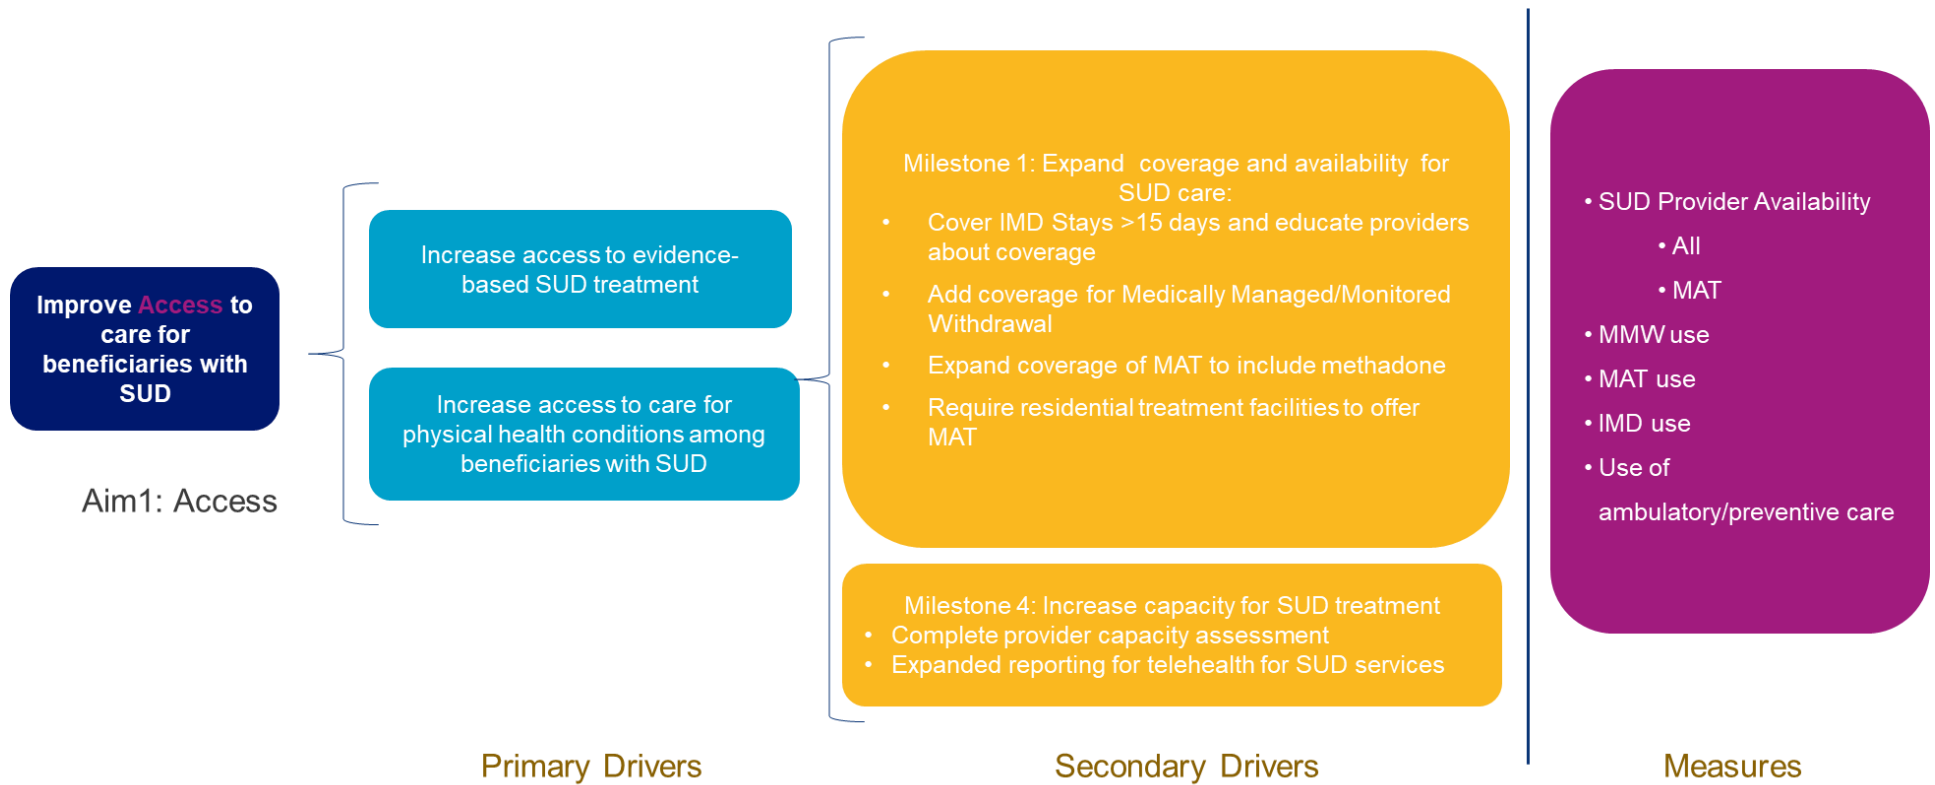 Improve Access to
care for
beneficiaries with
SUD
Aim1: Access
Increase access to evidence-
based SUD treatment
Increase access to care for
physical health conditions among
beneficiaries with SUD
Primary Drivers
Milestone 1: Expand coverage and availability for
SUD care:
• Cover IMD Stays >15 days and educate providers
about coverage
• Add coverage for Medically Managed/Monitored
Withdrawal
• Expand coverage of MAT to include methadone
• Require residential treatment facilities to offer
MAT
Milestone 4: Increase capacity for SUD treatment
• Complete provider capacity assessment
• Expanded reporting for telehealth for SUD services
Secondary Drivers
• SUD Provider Availability
• All
• MAT
• MMW use
• MAT use
• IMD use
• Use of
ambulatory/preventive care
Measures